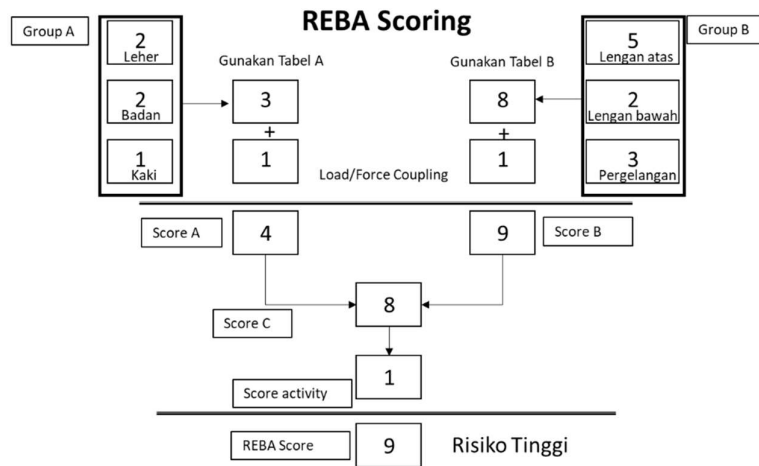 REBA Scoring
Group A
Group B
2
Leher
2
Badan
1
Kaki
Gunakan Tabel A
3
+
1
Load/Force Coupling
Gunakan Tabel B
8
+
1
5
Lengan atas
2
Lengan bawah
3
Pergelangan
Score A
4
9
Score B
8
Score C
1
Score activity
REBA Score
9
Risiko Tinggi